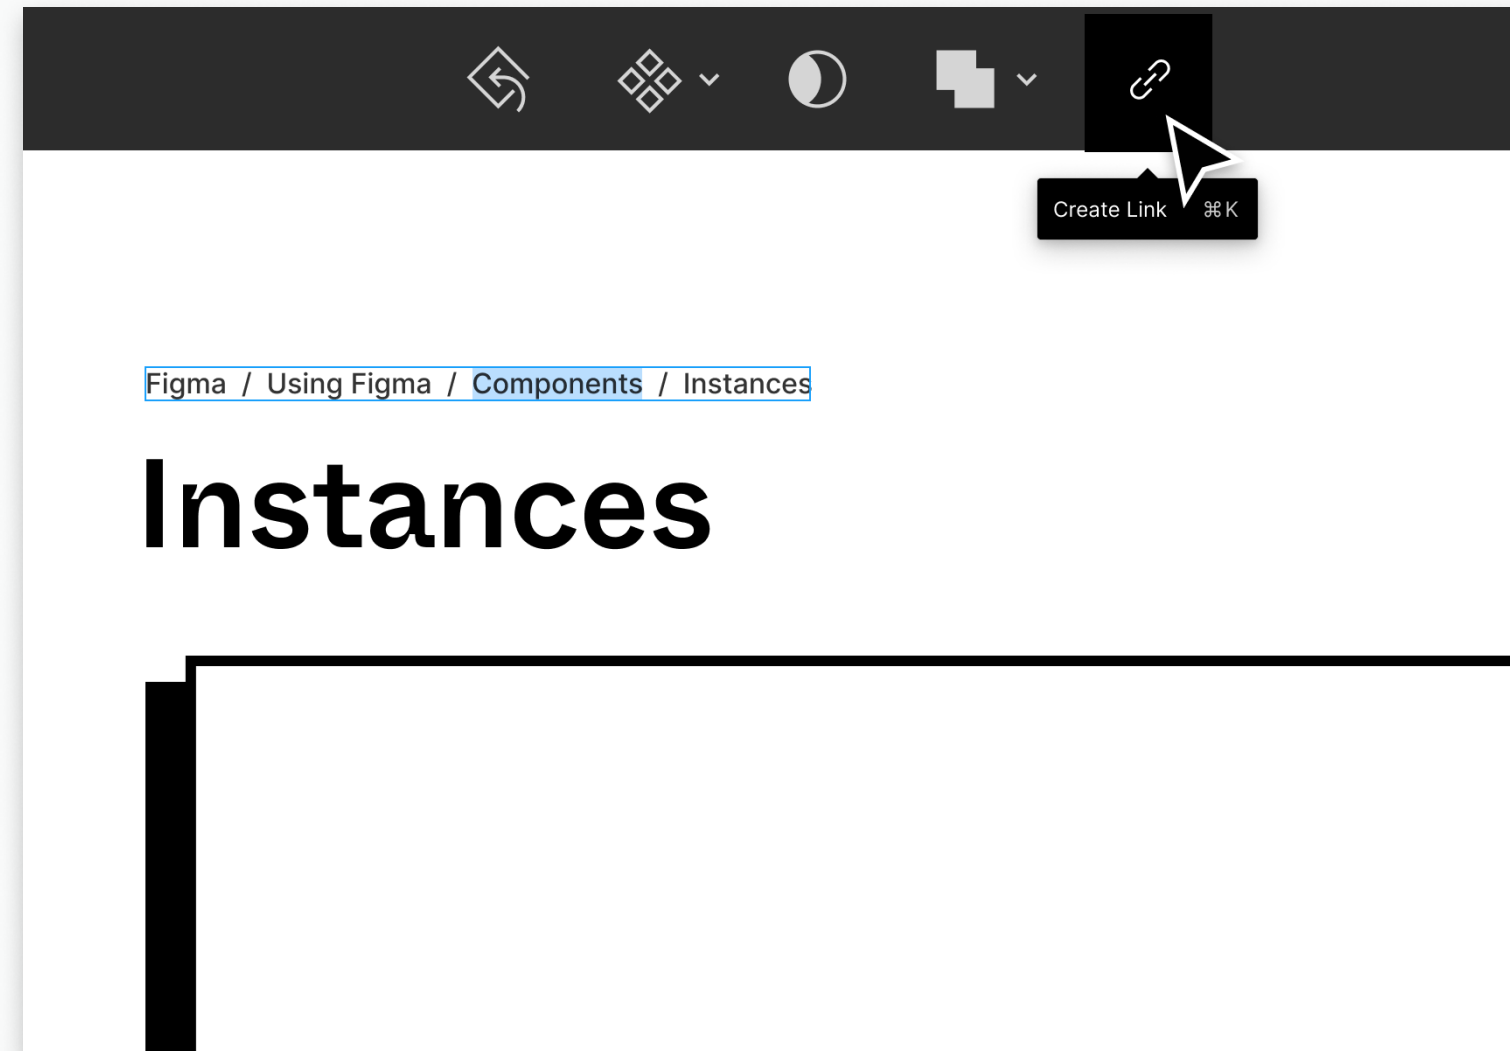 Create Link ⌘K
Figma / Using Figma / Components / Instances
Instances